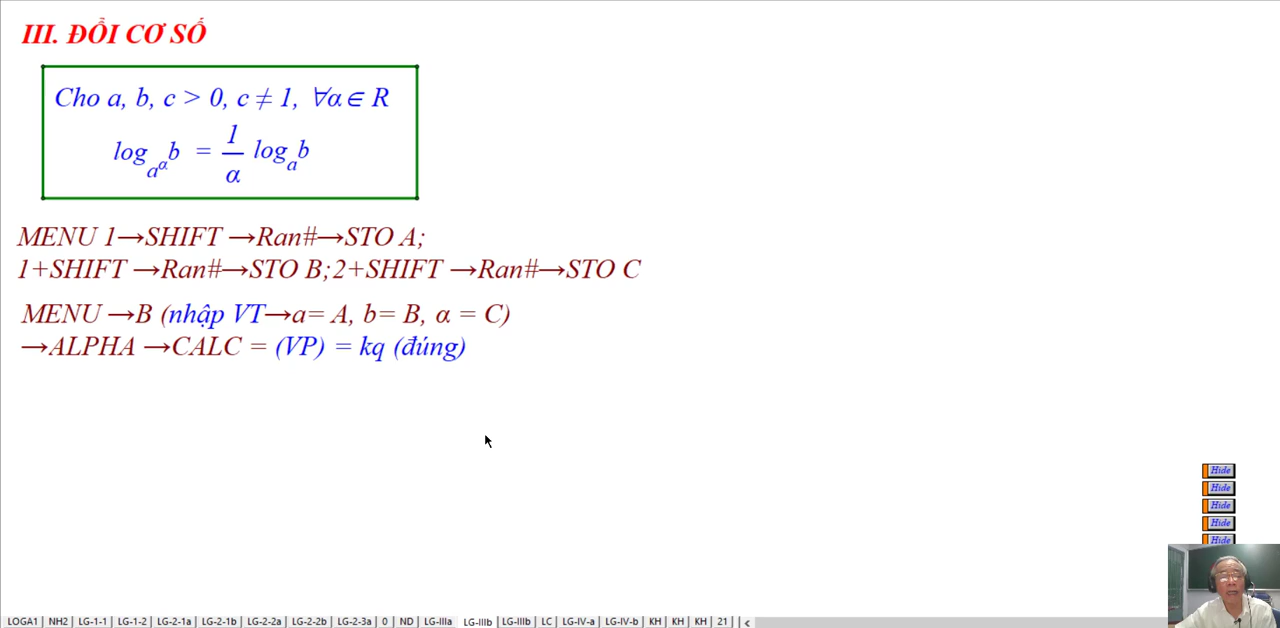 III. ĐỔI CƠ SỐ
Cho a, b, c > 0, c ≠ 1, ∀α∈ R
log_{a^α} b = \frac{1}{α} log_a b
MENU 1→SHIFT →Ran#→STO A;
1+SHIFT →Ran#→STO B;2+SHIFT →Ran#→STO C
MENU →B (nhập VT→a= A, b= B, α = C)
→ALPHA →CALC = (VP) = kq (đúng)
Hide
Hide
Hide
Hide
Hide
LOGA1 | NH2 | LG-1-1 | LG-1-2 | LG-2-1a | LG-2-1b | LG-2-2a | LG-2-2b | LG-2-3a | 0 | ND | LG-IIIa | LG-IIIb | LG-IIIb | LC | LG-IV-a | LG-IV-b | KH | KH | KH | 21 |